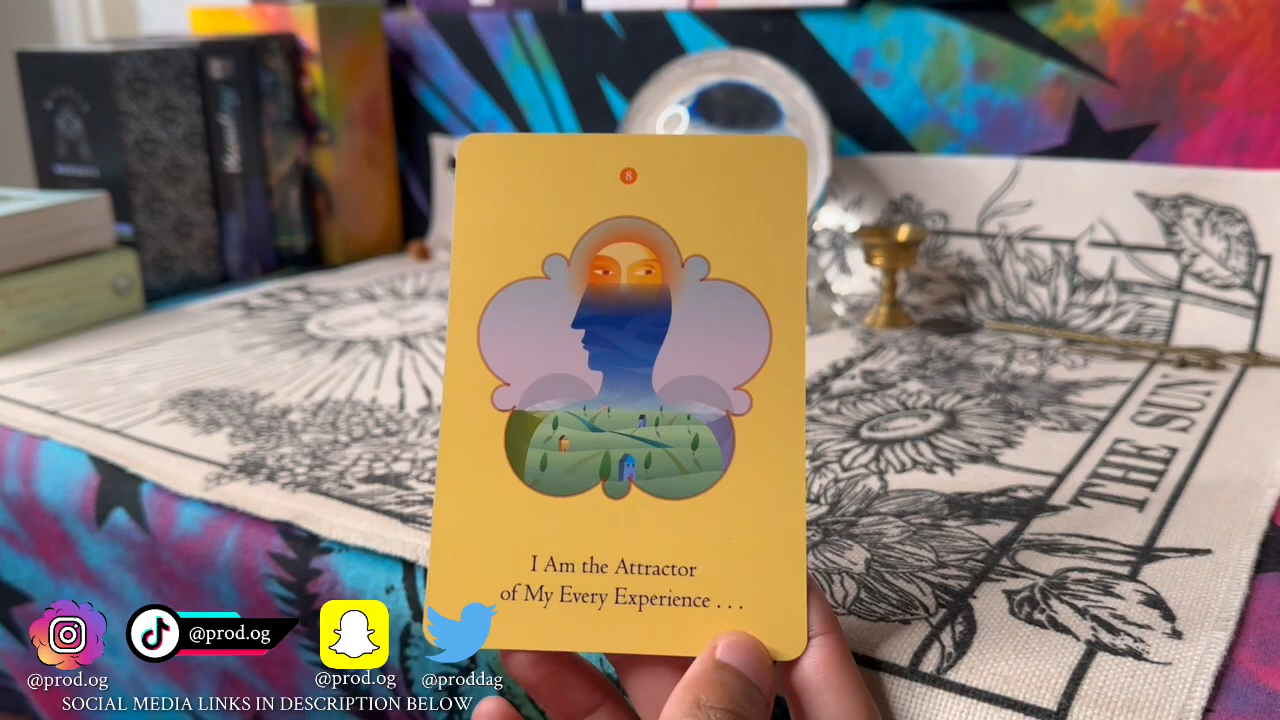 8
I Am the Attractor
of My Every Experience . . .
THE SUN
@prod.og
@prod.og
@prod.og
@proddag
SOCIAL MEDIA LINKS IN DESCRIPTION BELOW